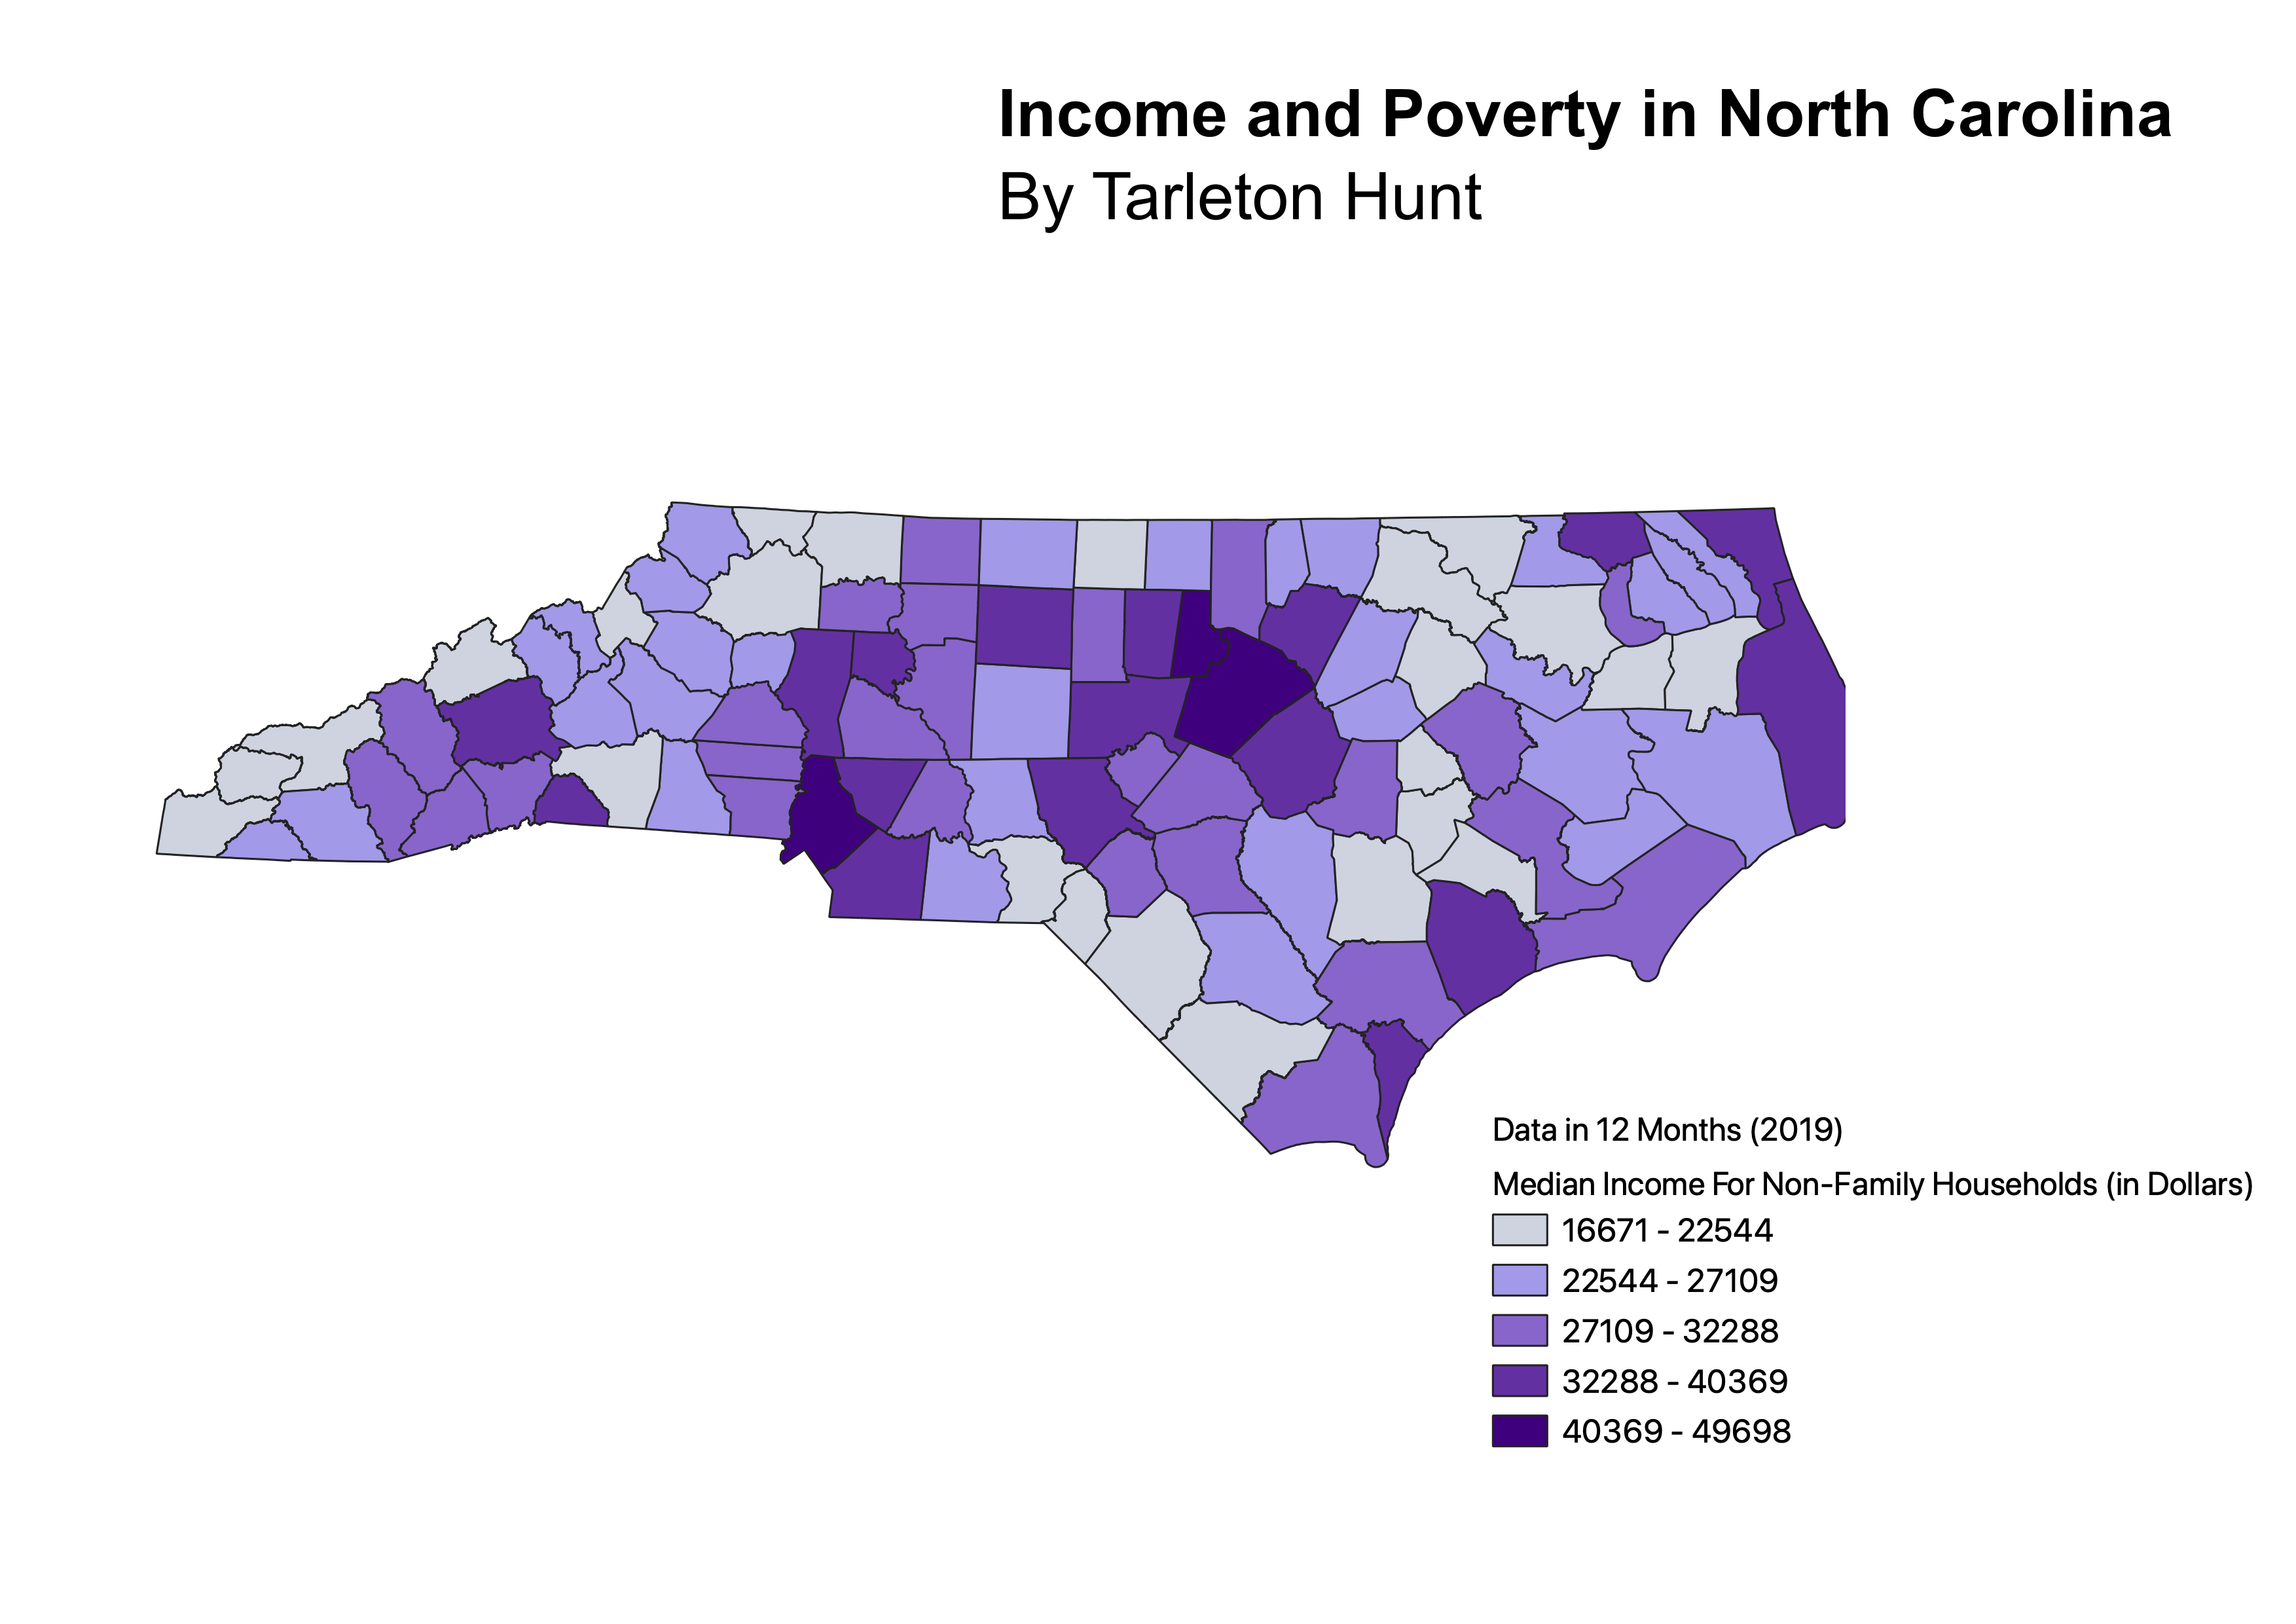 Income and Poverty in North Carolina
By Tarleton Hunt
Data in 12 Months (2019)
Median Income For Non-Family Households (in Dollars)
16671 - 22544
22544 - 27109
27109 - 32288
32288 - 40369
40369 - 49698